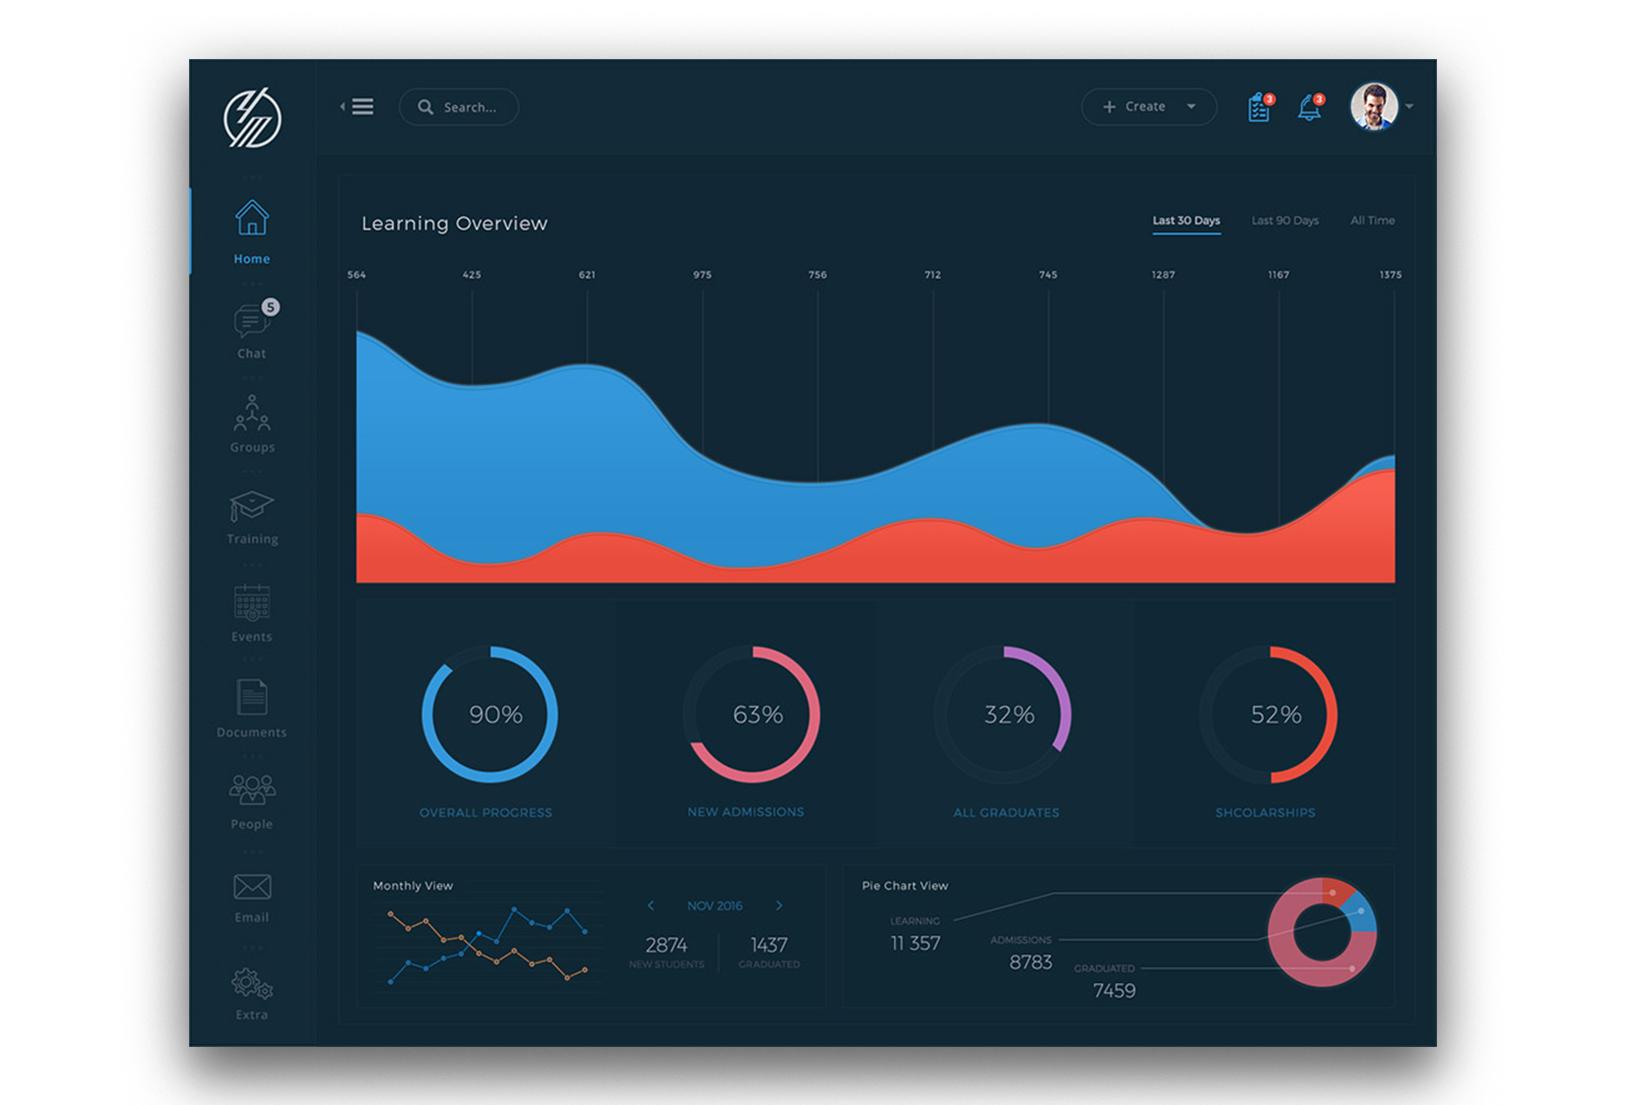 Search...
+ Create
3
3
Home
5
Chat
Groups
Training
Events
Documents
People
Email
Extra
Learning Overview
Last 30 Days
Last 90 Days
All Time
564 425 621 975 756 712 745 1287 1167 1375
90%
63%
32%
52%
OVERALL PROGRESS
NEW ADMISSIONS
ALL GRADUATES
SHCOLARSHIPS
Monthly View
NOV 2016
2874
NEW STUDENTS
1437
GRADUATED
Pie Chart View
LEARNING
11 357
ADMISSIONS
8783
GRADUATED
7459